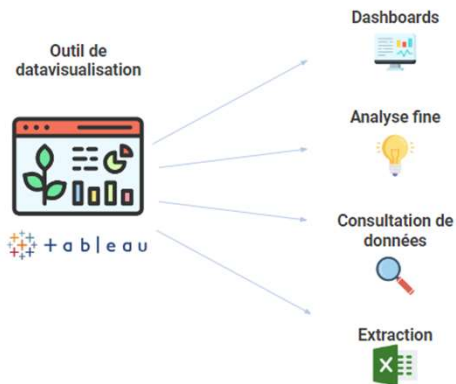 Outil de
datavisualisation
+ a b | e a u
Dashboards
Analyse fine
Consultation de
données
Extraction
X